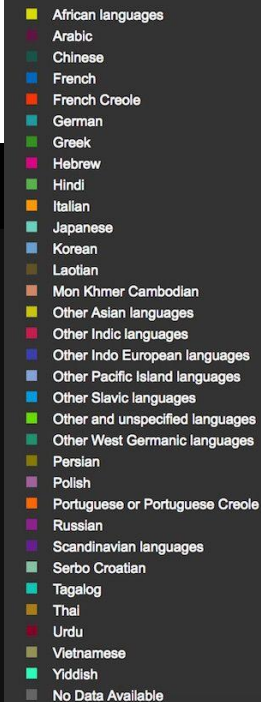 African languages
Arabic
Chinese
French
French Creole
German
Greek
Hebrew
Hindi
Italian
Japanese
Korean
Laotian
Mon Khmer Cambodian
Other Asian languages
Other Indic languages
Other Indo European languages
Other Pacific Island languages
Other Slavic languages
Other and unspecified languages
Other West Germanic languages
Persian
Polish
Portuguese or Portuguese Creole
Russian
Scandinavian languages
Serbo Croatian
Tagalog
Thai
Urdu
Vietnamese
Yiddish
No Data Available